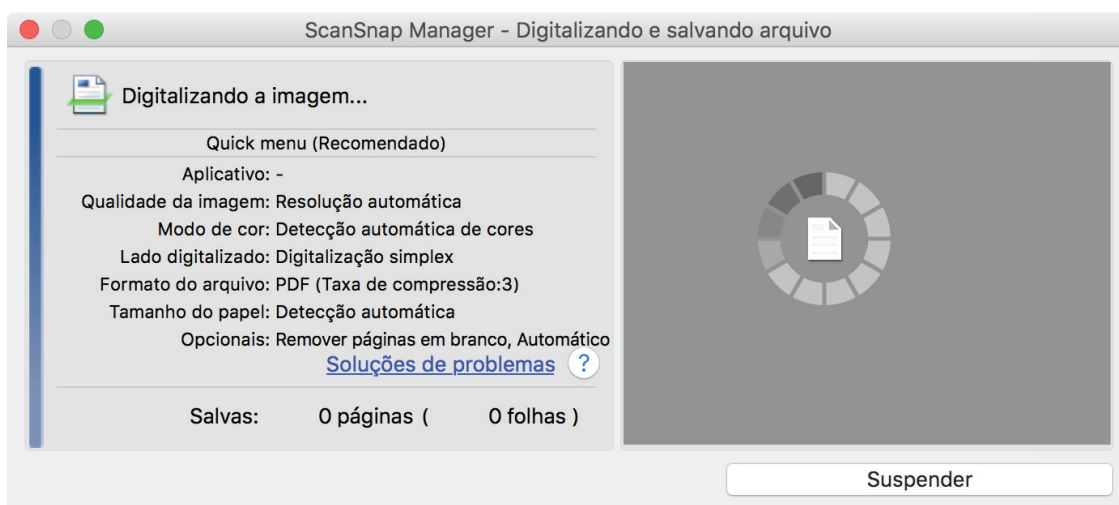 ScanSnap Manager - Digitalizando e salvando arquivo
Digitalizando a imagem...
Quick menu (Recomendado)
Aplicativo: -
Qualidade da imagem: Resolução automática
Modo de cor: Detecção automática de cores
Lado digitalizado: Digitalização simplex
Formato do arquivo: PDF (Taxa de compressão:3)
Tamanho do papel: Detecção automática
Opcionais: Remover páginas em branco, Automático
Soluções de problemas ?
Salvas: 0 páginas ( 0 folhas )
Suspender